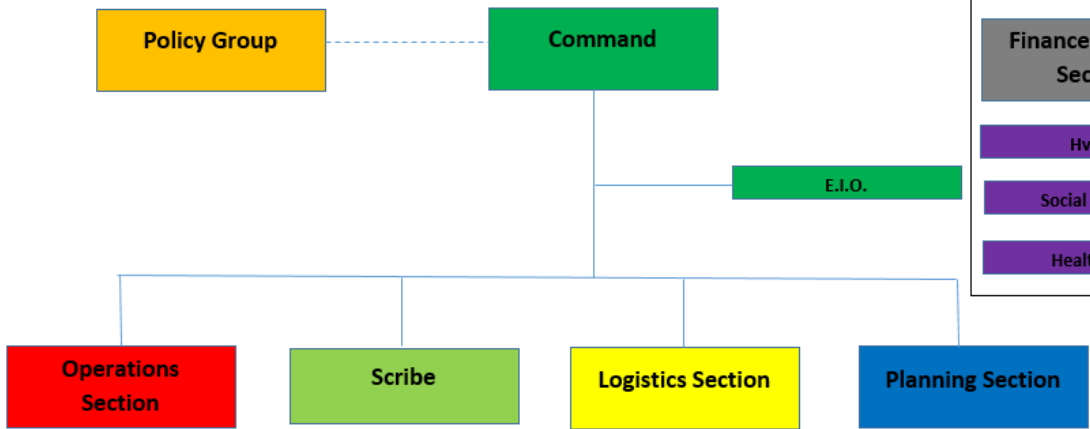 Policy Group
Command
Finance
E.I.O.
Social
Operations
Section
Scribe
Logistics Section
Planning Section